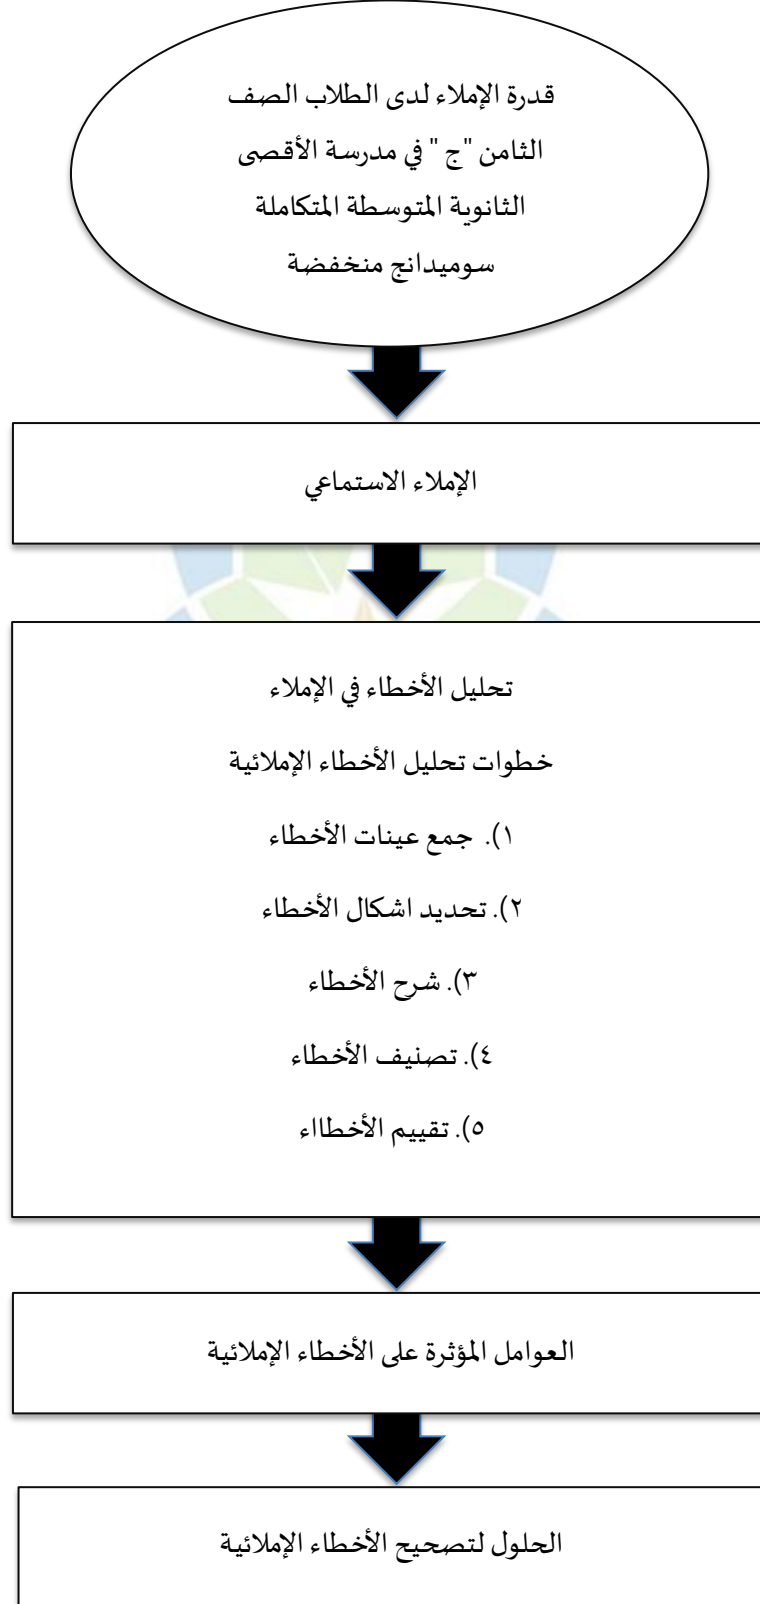 قدرة الإملاء لدى الطلاب الصف
الثامن "ج " في مدرسة الأقصى
الثانوية المتوسطة المتكاملة
سوميدانج منخفضة
الإملاء الاستماعي
تحليل الأخطاء في الإملاء
خطوات تحليل الأخطاء الإملائية
١). جمع عينات الأخطاء
٢). تحديد اشكال الأخطاء
٣). شرح الأخطاء
٤). تصنيف الأخطاء
٥). تقييم الأخطااء
العوامل المؤثرة على الأخطاء الإملائية
الحلول لتصحيح الأخطاء الإملائية